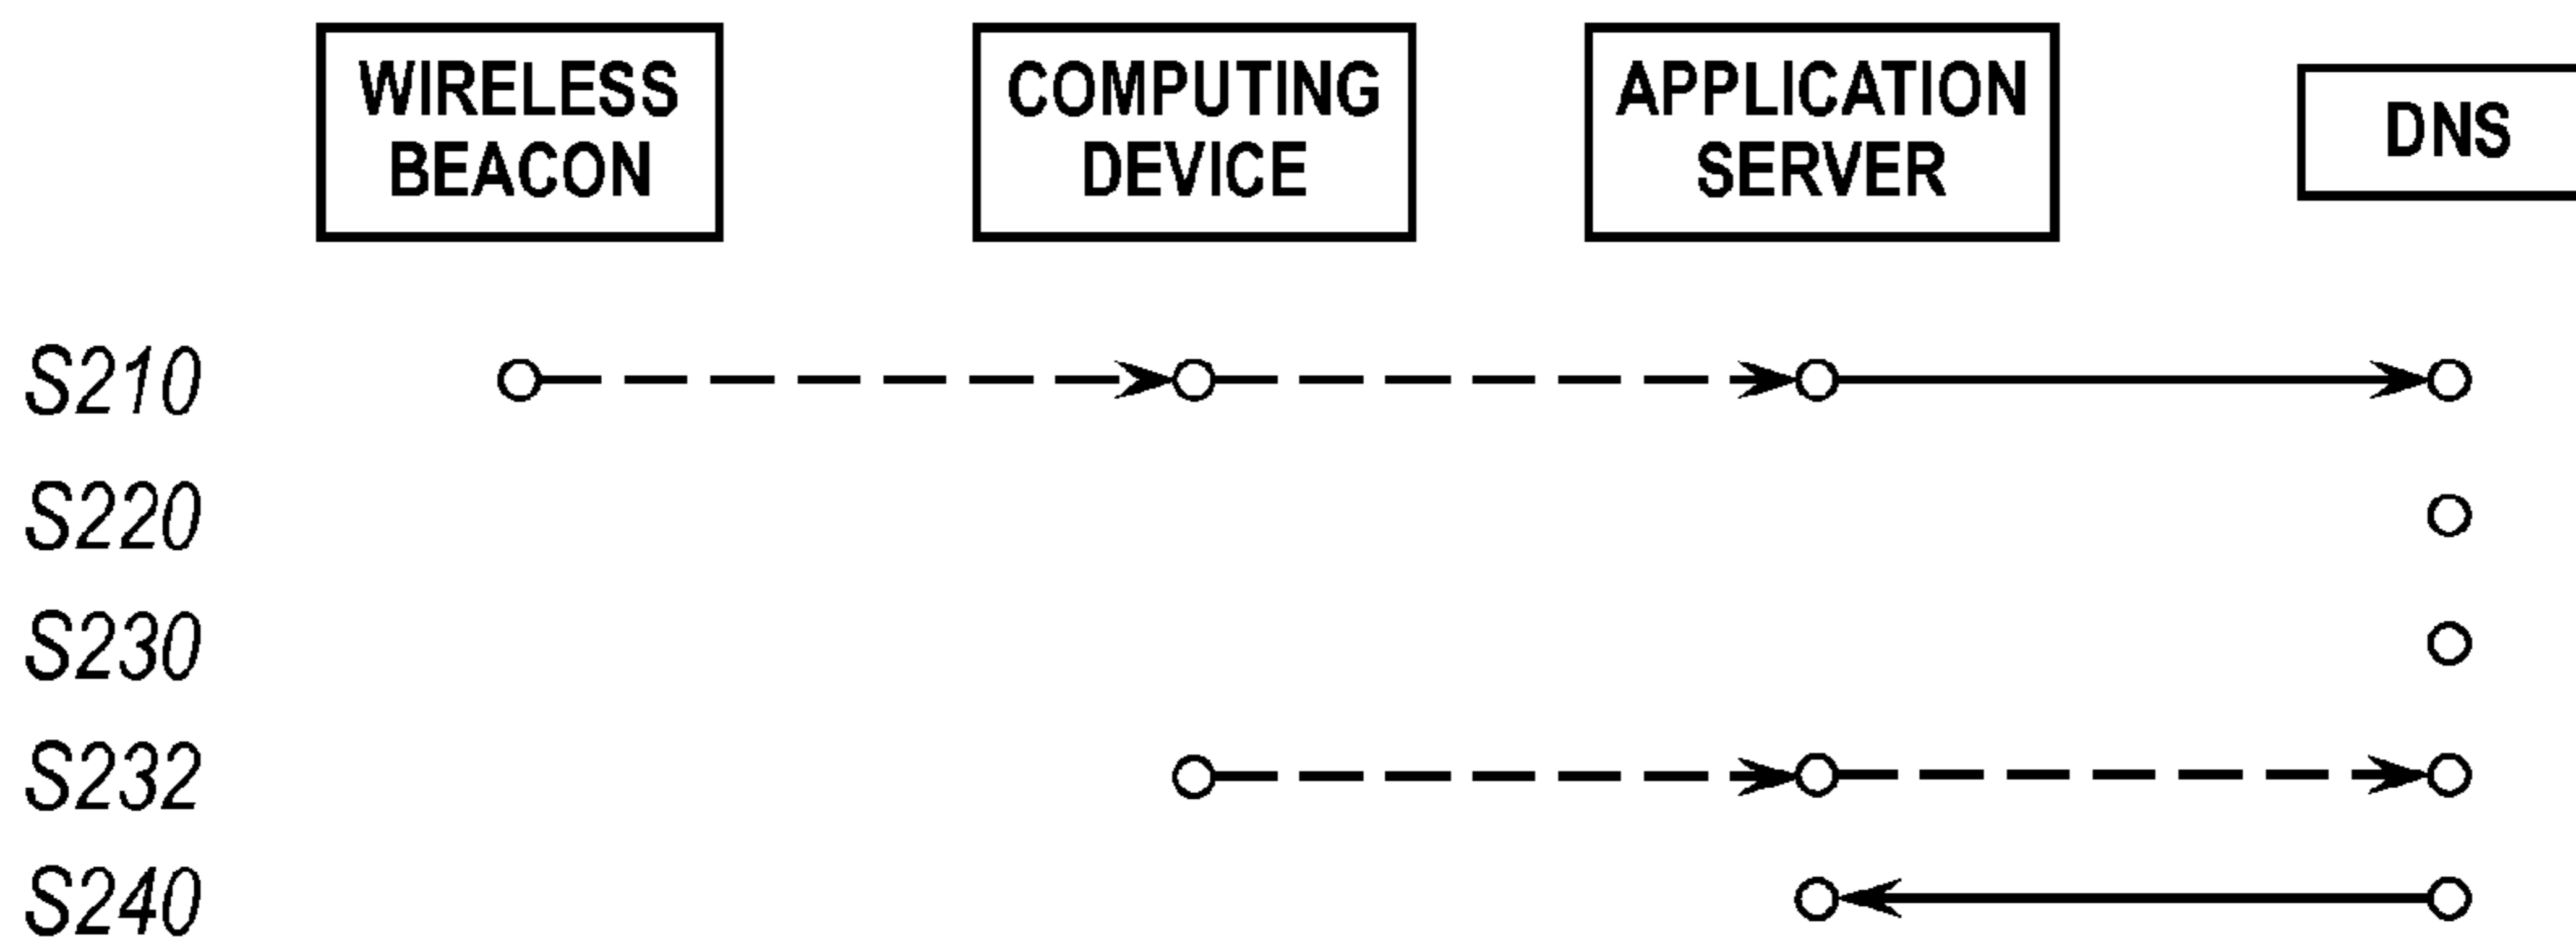 WIRELESS
BEACON
COMPUTING
DEVICE
APPLICATION
SERVER
DNS
S210
S220
S230
S232
S240